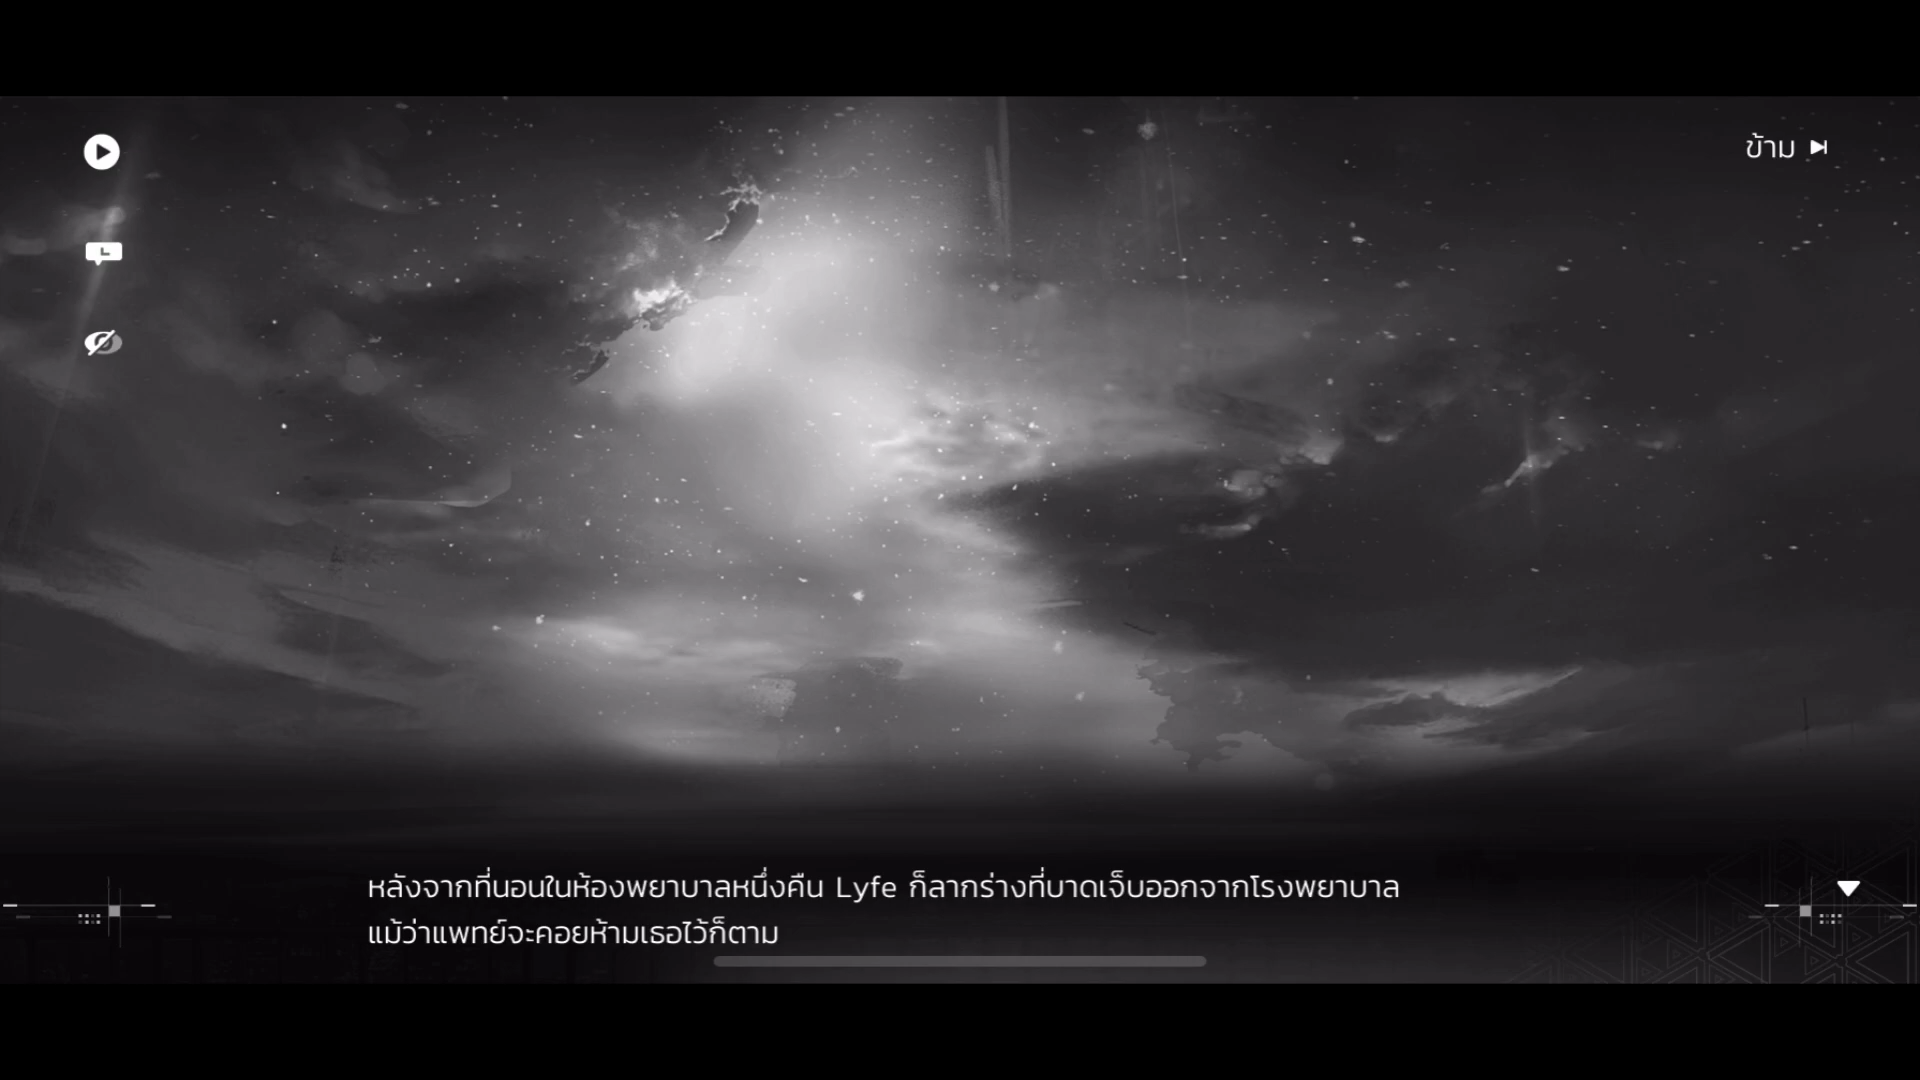 ข้าม
หลังจากที่นอนในห้องพยาบาลหนึ่งคืน Lyfe ก็ลากร่างที่บาดเจ็บออกจากโรงพยาบาล
แม้ว่าแพทย์จะคอยห้ามเธอไว้ก็ตาม